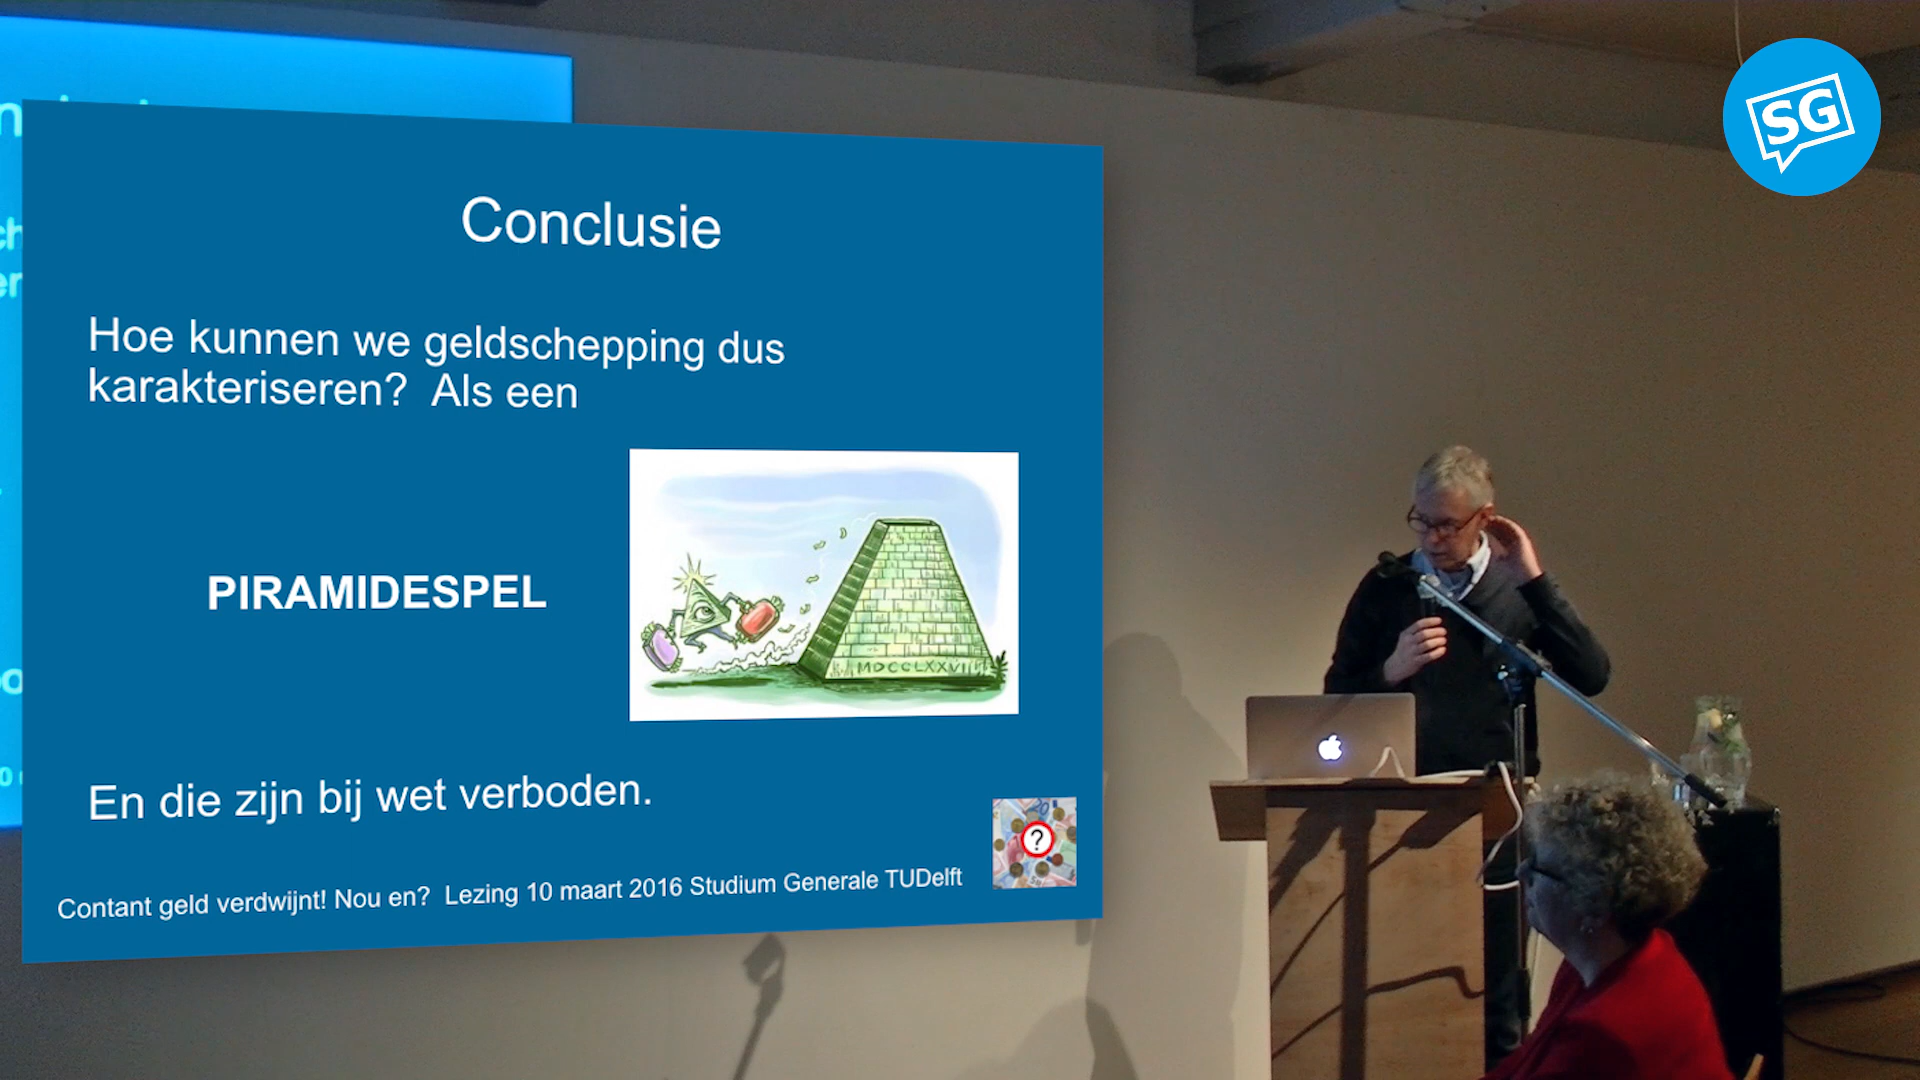 SG
Conclusie
Hoe kunnen we geldschepping dus
karakteriseren? Als een
PIRAMIDESPEL
MDCCLXXVII
En die zijn bij wet verboden.
?
Contant geld verdwijnt! Nou en? Lezing 10 maart 2016 Studium Generale TUDelft